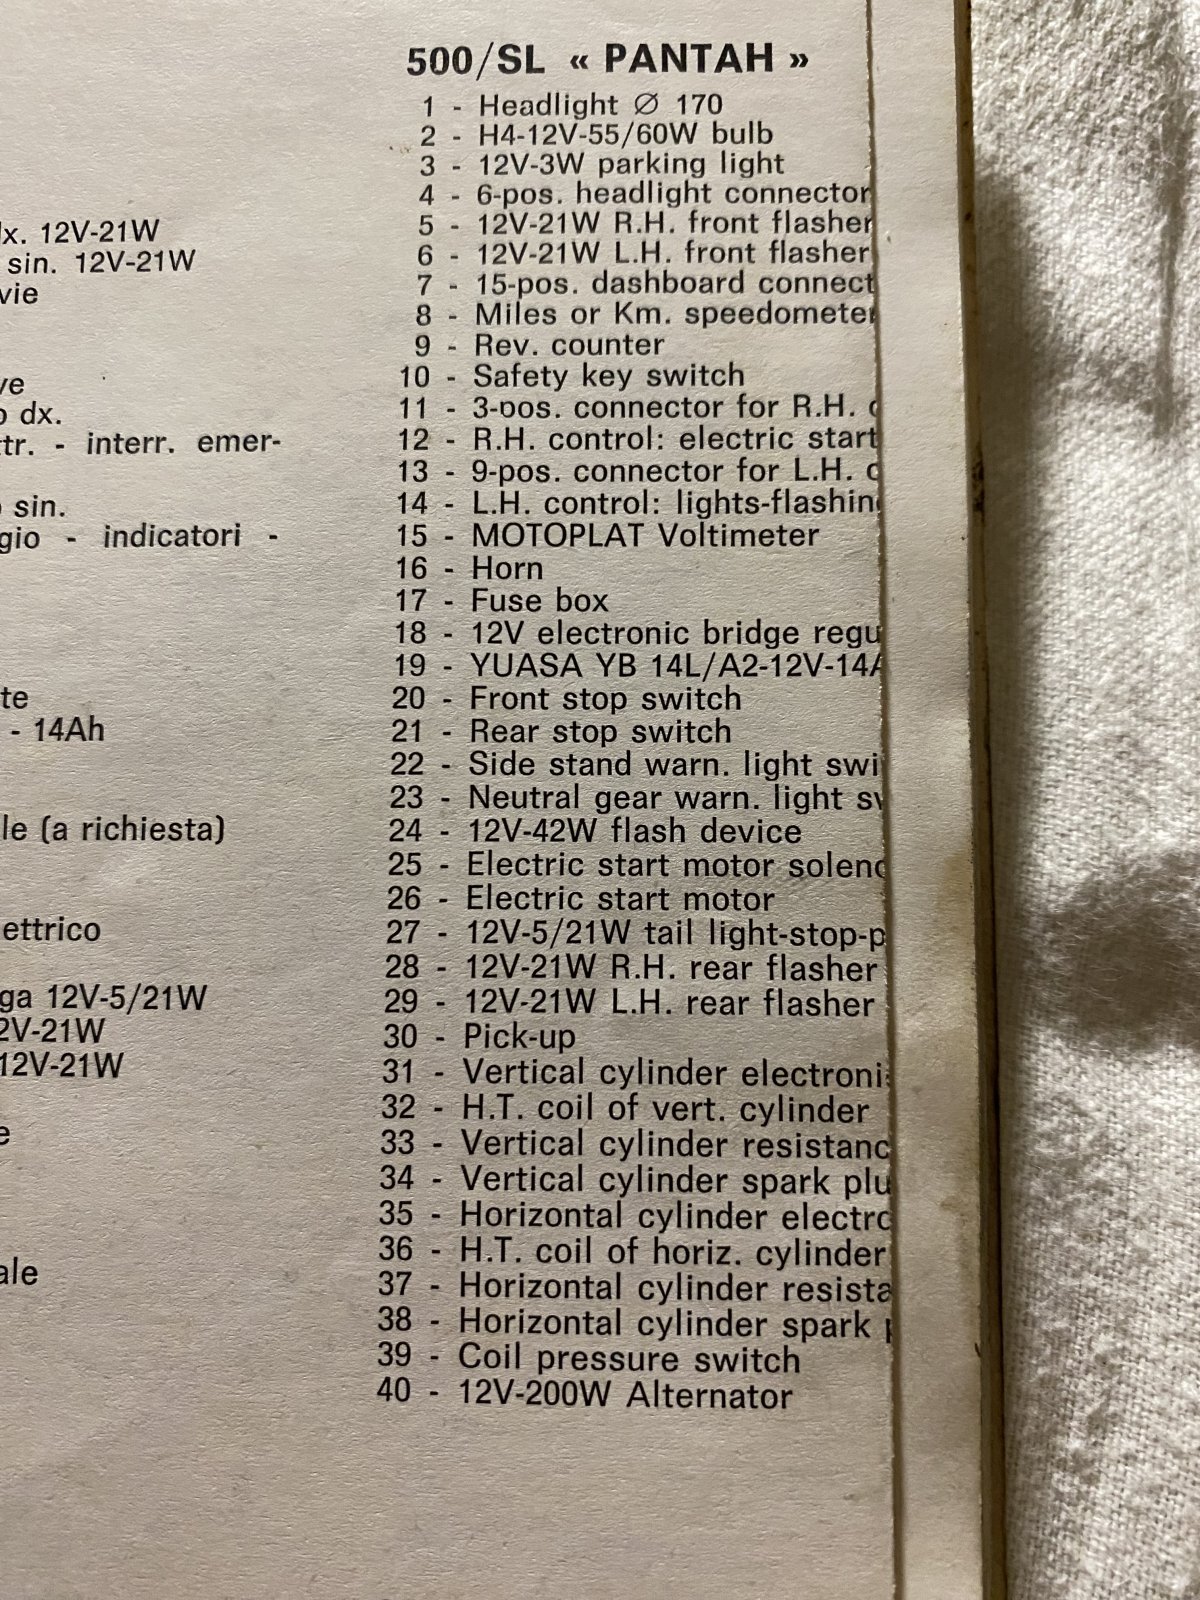 dx. 12V-21W
sin. 12V-21W
vie
ve
dx.
ttr. - interr. emer-
sin.
gio - indicatori -
te
- 14Ah
le (a richiesta)
ettrico
ga 12V-5/21W
2V-21W
12V-21W
e
ale
500/SL « PANTAH »
1 - Headlight ∅ 170
2 - H4-12V-55/60W bulb
3 - 12V-3W parking light
4 - 6-pos. headlight connector
5 - 12V-21W R.H. front flasher
6 - 12V-21W L.H. front flasher
7 - 15-pos. dashboard connect
8 - Miles or Km. speedometer
9 - Rev. counter
10 - Safety key switch
11 - 3-pos. connector for R.H.
12 - R.H. control: electric start
13 - 9-pos. connector for L.H.
14 - L.H. control: lights-flashin
15 - MOTOPLAT Voltimeter
16 - Horn
17 - Fuse box
18 - 12V electronic bridge regu
19 - YUASA YB 14L/A2-12V-14A
20 - Front stop switch
21 - Rear stop switch
22 - Side stand warn. light swi
23 - Neutral gear warn. light sw
24 - 12V-42W flash device
25 - Electric start motor soleno
26 - Electric start motor
27 - 12V-5/21W tail light-stop-p
28 - 12V-21W R.H. rear flasher
29 - 12V-21W L.H. rear flasher
30 - Pick-up
31 - Vertical cylinder electroni
32 - H.T. coil of vert. cylinder
33 - Vertical cylinder resistanc
34 - Vertical cylinder spark plu
35 - Horizontal cylinder electro
36 - H.T. coil of horiz. cylinder
37 - Horizontal cylinder resista
38 - Horizontal cylinder spark
39 - Coil pressure switch
40 - 12V-200W Alternator